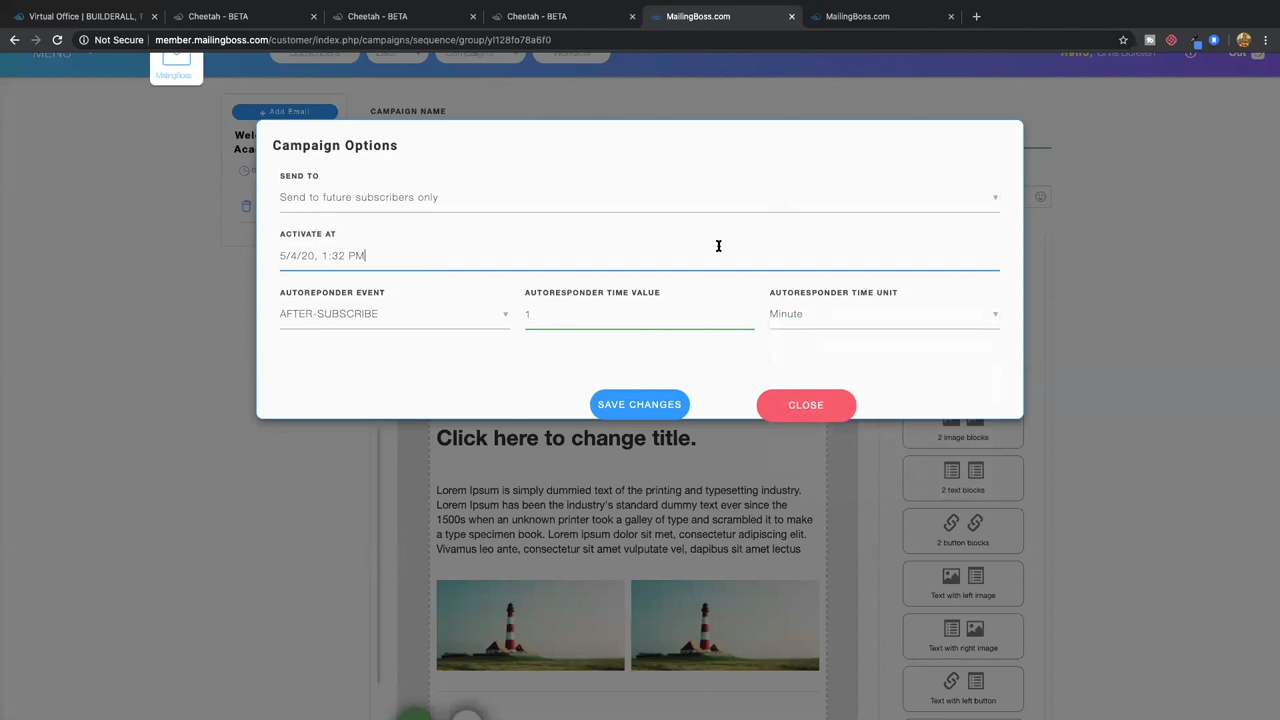 Virtual Office | BUILDERALL, T
Cheetah - BETA
Cheetah - BETA
Cheetah - BETA
MailingBoss.com
MailingBoss.com
Not Secure
member.mailingboss.com/customer/index.php/campaigns/sequence/group/yl128fo78a6f0
MENU
MailingBoss
Out
+ Add Email
CAMPAIGN NAME
Campaign Options
SEND TO
Send to future subscribers only
ACTIVATE AT
5/4/20, 1:32 PM
AUTOREPONDER EVENT
AUTORESPONDER TIME VALUE
AUTORESPONDER TIME UNIT
AFTER-SUBSCRIBE
1
Minute
SAVE CHANGES
CLOSE
Click here to change title.
Lorem Ipsum is simply dummied text of the printing and typesetting industry.
Lorem Ipsum has been the industry's standard dummy text ever since the
1500s when an unknown printer took a galley of type and scrambled it to make
a type specimen book. Lorem ipsum dolor sit met, consectetur adipiscing elit.
Vivamus leo ante, consectetur sit amet vulputate vel, dapibus sit amet lectus
2 image blocks
2 text blocks
2 button blocks
Text with left image
Text with right image
Text with left button